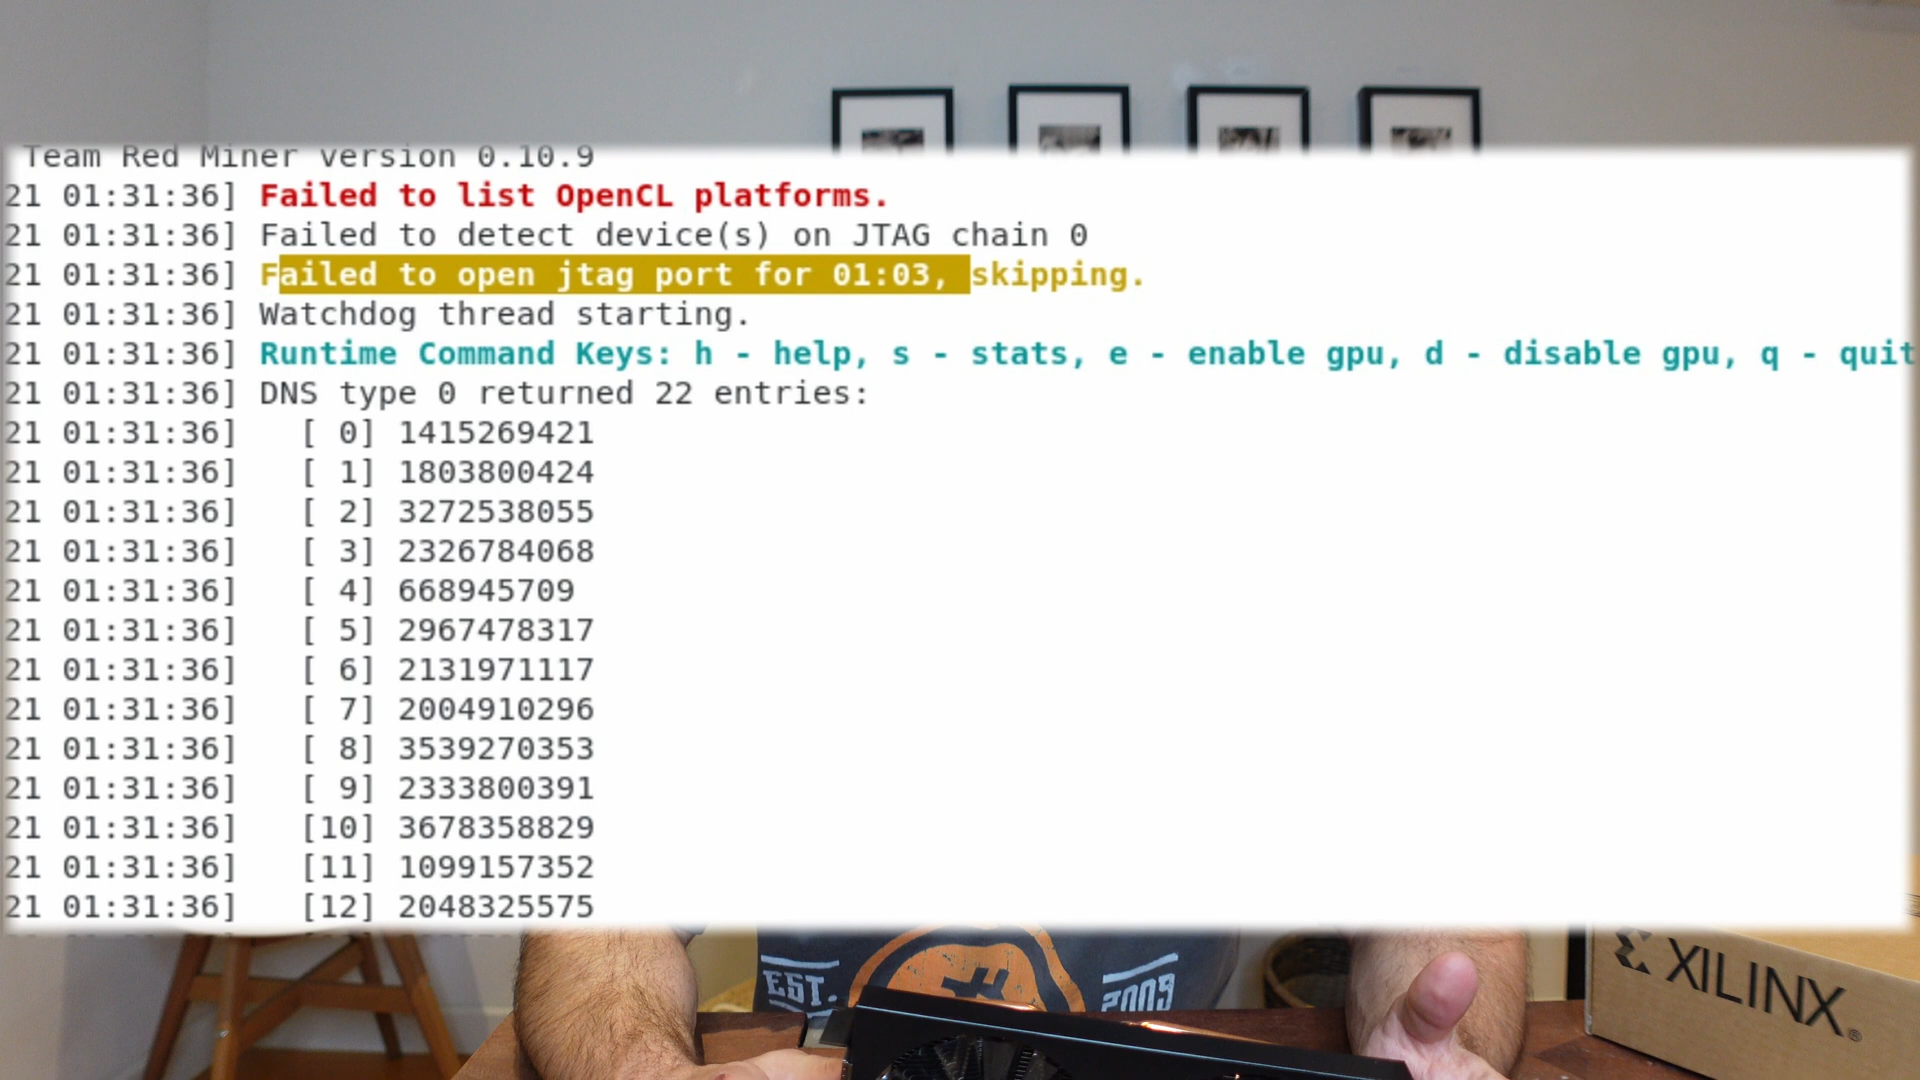 Team Red Miner version 0.10.9
21 01:31:36] Failed to list OpenCL platforms.
21 01:31:36] Failed to detect device(s) on JTAG chain 0
21 01:31:36] Failed to open jtag port for 01:03, skipping.
21 01:31:36] Watchdog thread starting.
21 01:31:36] Runtime Command Keys: h - help, s - stats, e - enable gpu, d - disable gpu, q - quit
21 01:31:36] DNS type 0 returned 22 entries:
21 01:31:36] [ 0] 1415269421
21 01:31:36] [ 1] 1803800424
21 01:31:36] [ 2] 3272538055
21 01:31:36] [ 3] 2326784068
21 01:31:36] [ 4] 668945709
21 01:31:36] [ 5] 2967478317
21 01:31:36] [ 6] 2131971117
21 01:31:36] [ 7] 2004910296
21 01:31:36] [ 8] 3539270353
21 01:31:36] [ 9] 2333800391
21 01:31:36] [10] 3678358829
21 01:31:36] [11] 1099157352
21 01:31:36] [12] 2048325575
EST. 2009
XILINX®